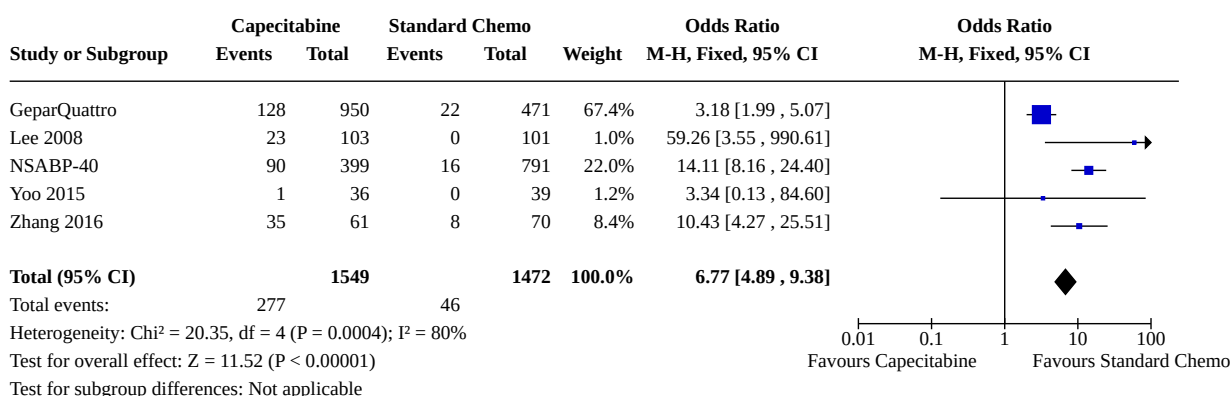 Capecitabine Standard Chemo Odds Ratio Odds Ratio
Study or Subgroup Events Total Events Total Weight M-H, Fixed, 95% CI M-H, Fixed, 95% CI
GeparQuattro 128 950 22 471 67.4% 3.18 [1.99 , 5.07]
Lee 2008 23 103 0 101 1.0% 59.26 [3.55 , 990.61]
NSABP-40 90 399 16 791 22.0% 14.11 [8.16 , 24.40]
Yoo 2015 1 36 0 39 1.2% 3.34 [0.13 , 84.60]
Zhang 2016 35 61 8 70 8.4% 10.43 [4.27 , 25.51]
Total (95% CI) 1549 1472 100.0% 6.77 [4.89 , 9.38]
Total events: 277 46
Heterogeneity: Chi² = 20.35, df = 4 (P = 0.0004); I² = 80%
0.01 0.1 1 10 100
Test for overall effect: Z = 11.52 (P < 0.00001)
Favours Capecitabine Favours Standard Chemo
Test for subgroup differences: Not applicable